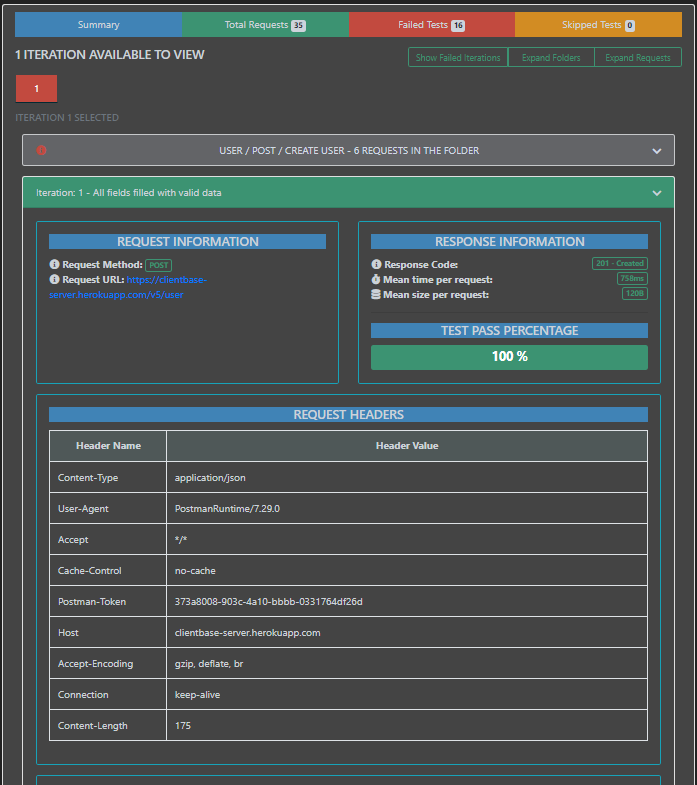 Summary
Total Requests 35
Failed Tests 16
Skipped Tests 0
1 ITERATION AVAILABLE TO VIEW
Show Failed Iterations
Expand Folders
Expand Requests
1
ITERATION 1 SELECTED
USER / POST / CREATE USER - 6 REQUESTS IN THE FOLDER
Iteration: 1 - All fields filled with valid data
REQUEST INFORMATION
Request Method: POST
Request URL: https://clientbase-
server.herokuapp.com/v5/user
RESPONSE INFORMATION
Response Code: 201 - Created
Mean time per request: 758ms
Mean size per request: 120B
TEST PASS PERCENTAGE
100 %
REQUEST HEADERS
Header Name Header Value
Content-Type application/json
User-Agent PostmanRuntime/7.29.0
Accept */*
Cache-Control no-cache
Postman-Token 373a8008-903c-4a10-bbbb-0331764df26d
Host clientbase-server.herokuapp.com
Accept-Encoding gzip, deflate, br
Connection keep-alive
Content-Length 175